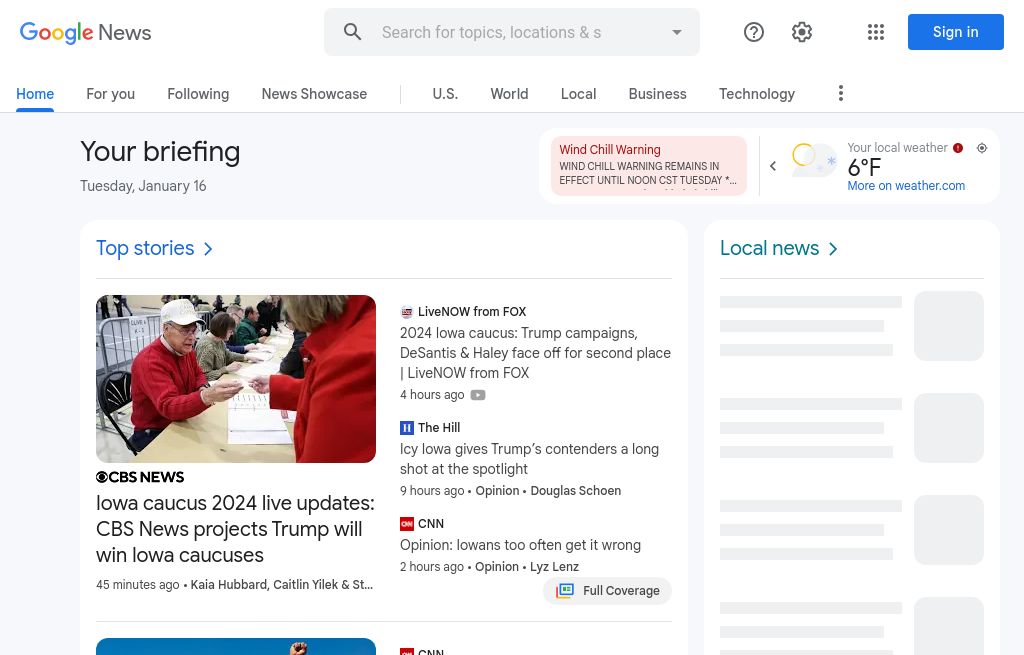 Google News
Search for topics, locations & s
Sign in
Home
For you
Following
News Showcase
U.S.
World
Local
Business
Technology
Your briefing
Tuesday, January 16
Wind Chill Warning
WIND CHILL WARNING REMAINS IN
EFFECT UNTIL NOON CST TUESDAY *...
Your local weather
6°F
More on weather.com
Top stories
CBS NEWS
Iowa caucus 2024 live updates:
CBS News projects Trump will
win Iowa caucuses
45 minutes ago • Kaia Hubbard, Caitlin Yilek & St...
LiveNOW from FOX
2024 Iowa caucus: Trump campaigns,
DeSantis & Haley face off for second place
| LiveNOW from FOX
4 hours ago
H The Hill
Icy Iowa gives Trump's contenders a long
shot at the spotlight
9 hours ago • Opinion • Douglas Schoen
CNN CNN
Opinion: Iowans too often get it wrong
2 hours ago • Opinion • Lyz Lenz
Full Coverage
CNN
Local news